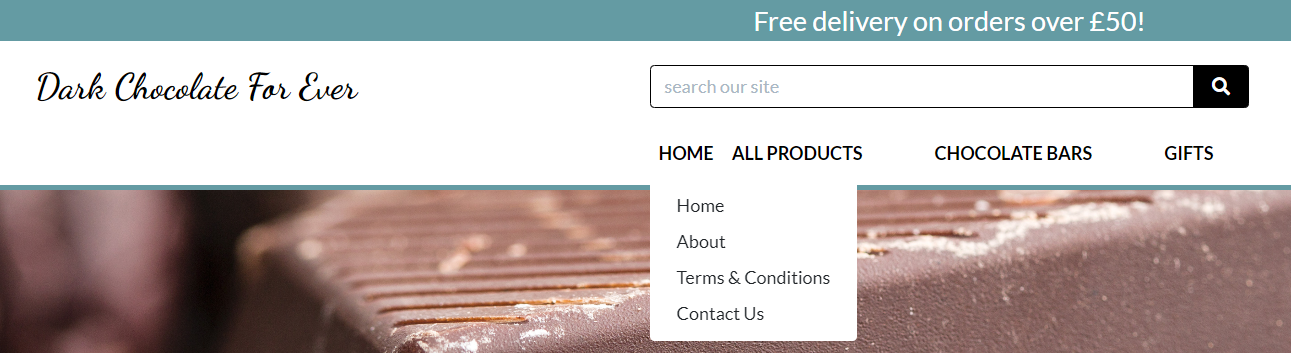 Free delivery on orders over £50!
Dark Chocolate For Ever
search our site
HOME ALL PRODUCTS CHOCOLATE BARS GIFTS
Home
About
Terms & Conditions
Contact Us